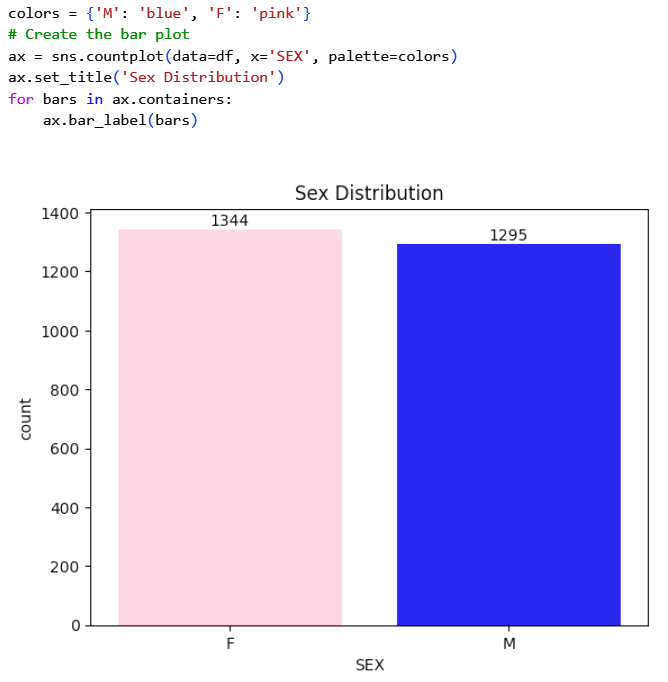 colors = {'M': 'blue', 'F': 'pink'}
# Create the bar plot
ax = sns.countplot(data=df, x='SEX', palette=colors)
ax.set_title('Sex Distribution')
for bars in ax.containers:
    ax.bar_label(bars)
Sex Distribution
1400
1344
1295
1200
1000
800
600
400
200
0
count
F
M
SEX